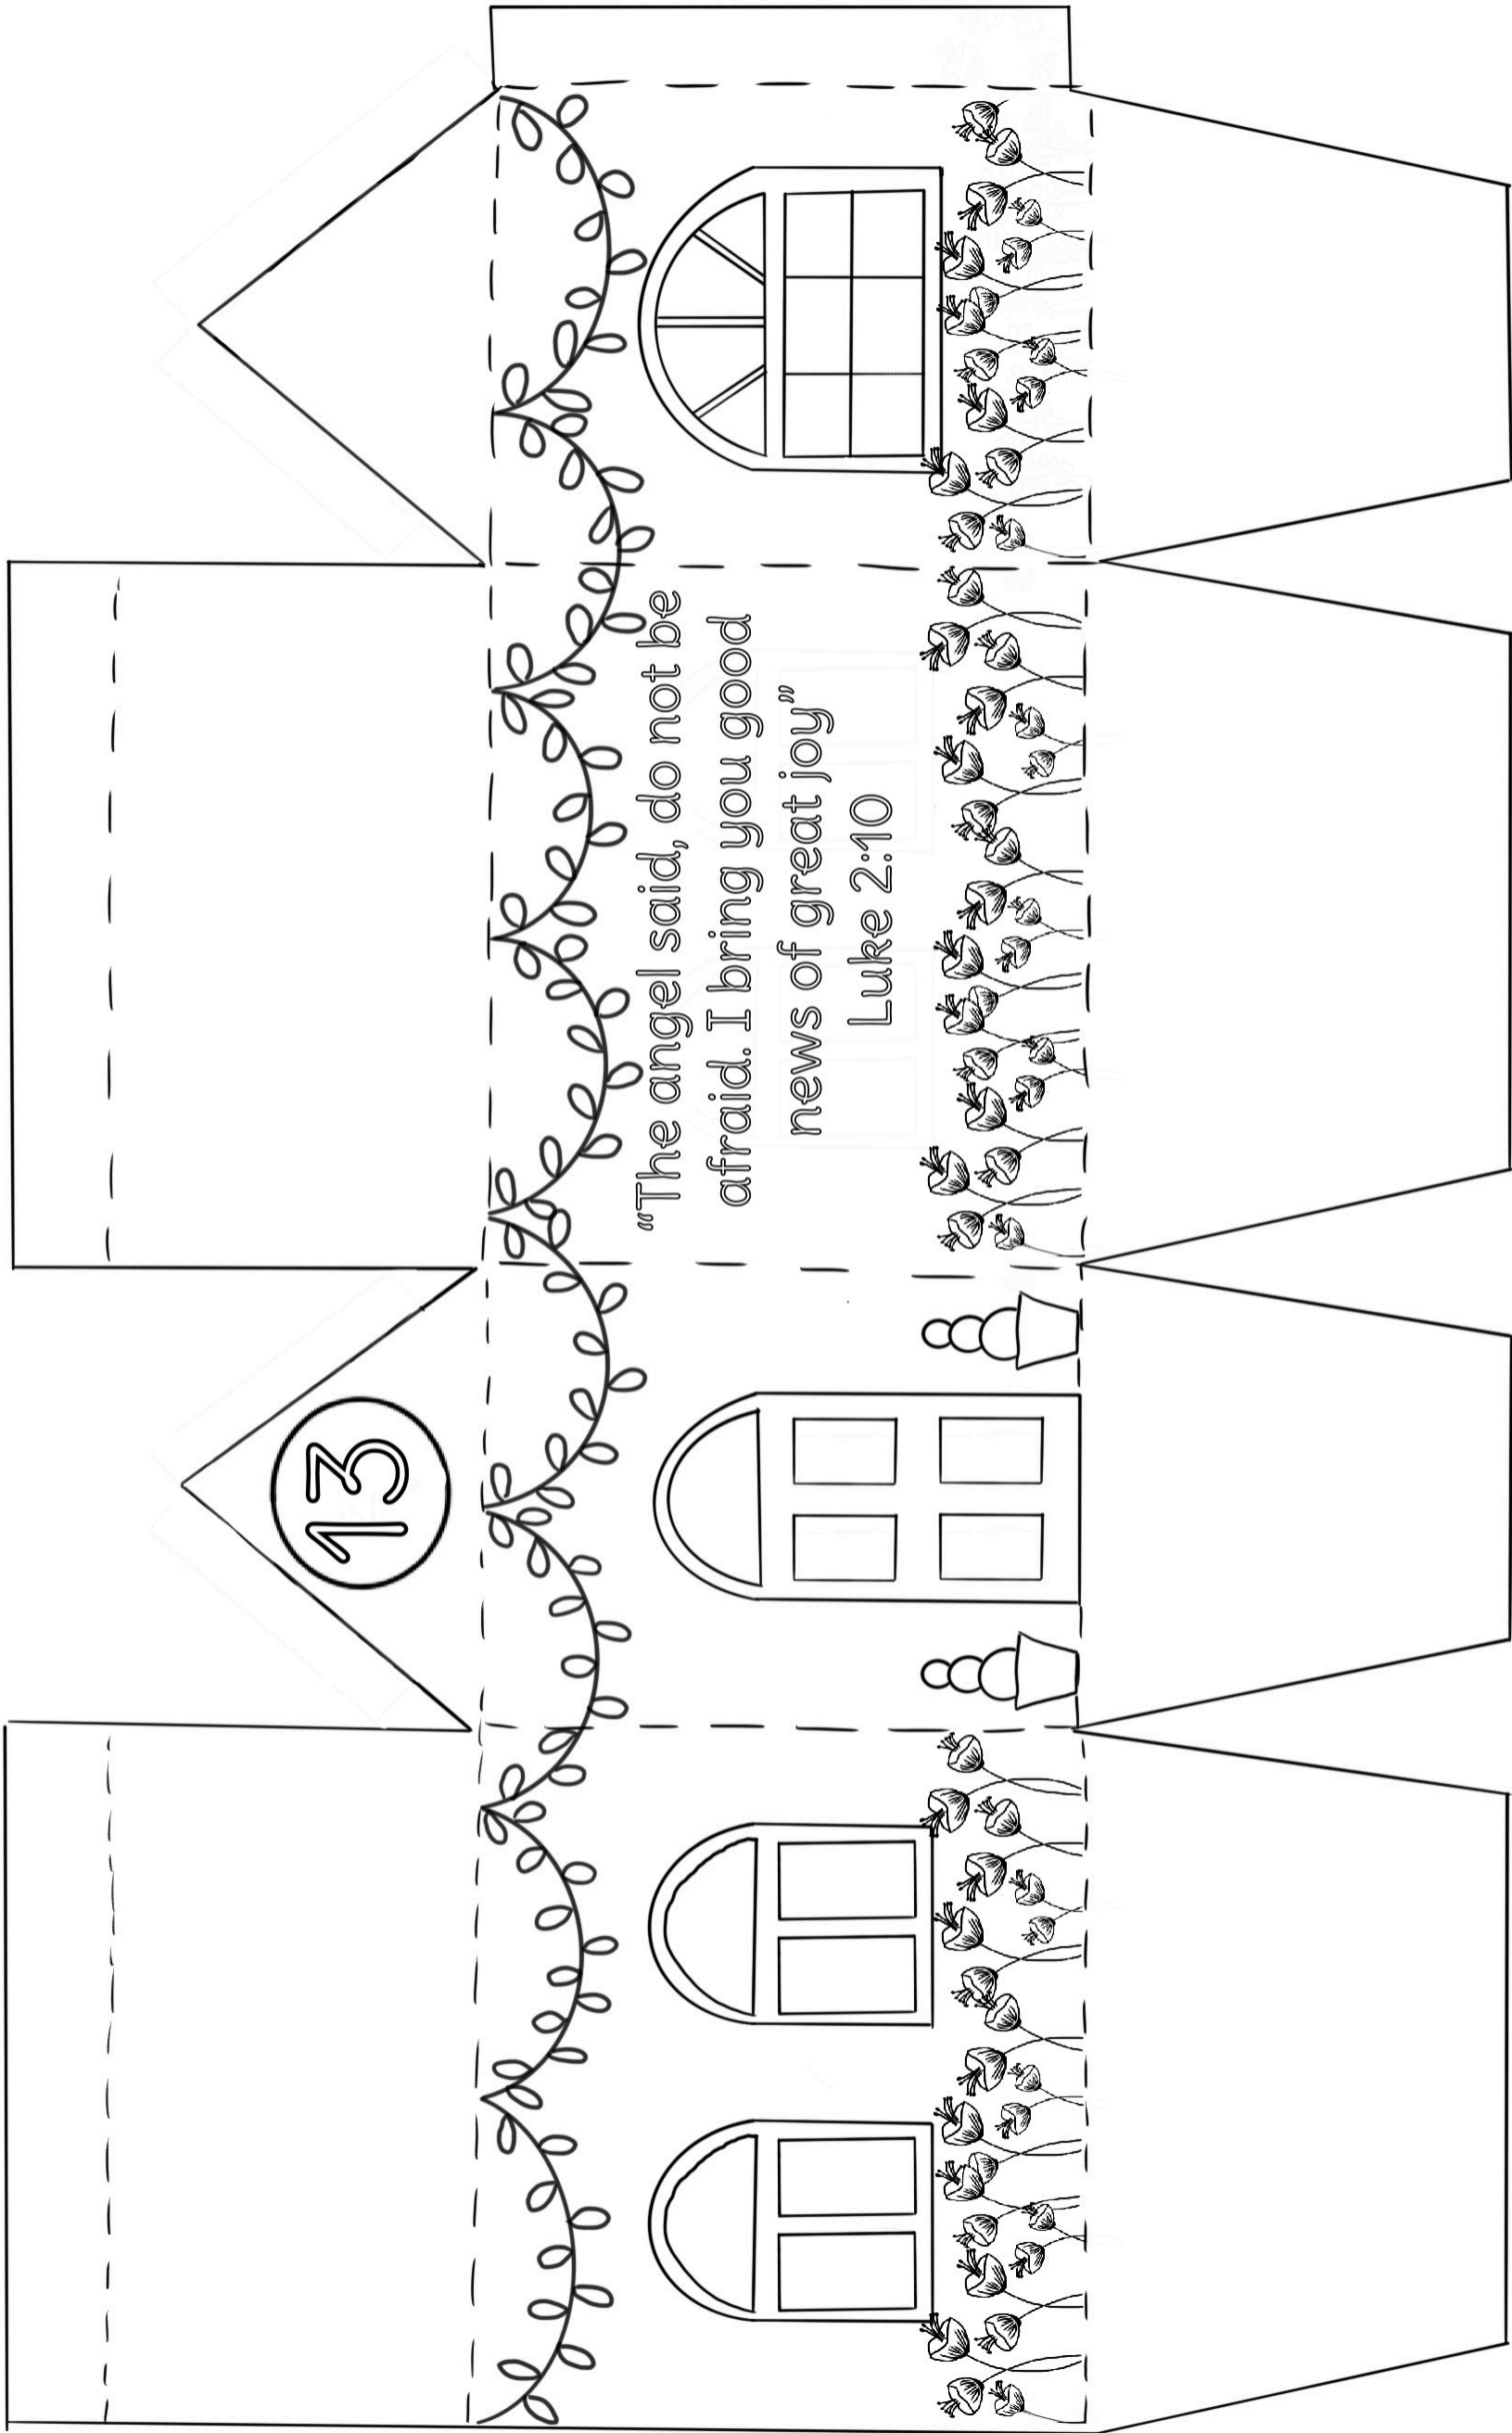 “The angel said, do not be
afraid. I bring you good
news of great joy”
Luke 2:10
13